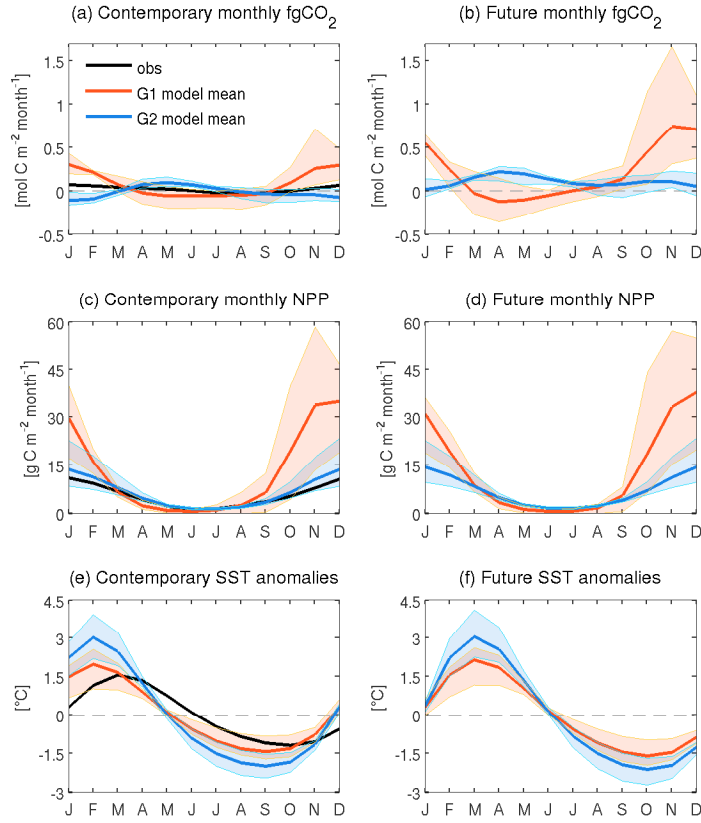 (a) Contemporary monthly fgCO2
(b) Future monthly fgCO2
[mol C m−2 month−1]
1.5
1
0.5
0
-0.5
obs
G1 model mean
G2 model mean
J F M A M J J A S O N D
[mol C m−2 month−1]
1.5
1
0.5
0
-0.5
J F M A M J J A S O N D
(c) Contemporary monthly NPP
(d) Future monthly NPP
[g C m−2 month−1]
60
45
30
15
0
J F M A M J J A S O N D
[g C m−2 month−1]
60
45
30
15
0
J F M A M J J A S O N D
(e) Contemporary SST anomalies
(f) Future SST anomalies
[°C]
4.5
3
1.5
0
-1.5
-3
J F M A M J J A S O N D
[°C]
4.5
3
1.5
0
-1.5
-3
J F M A M J J A S O N D